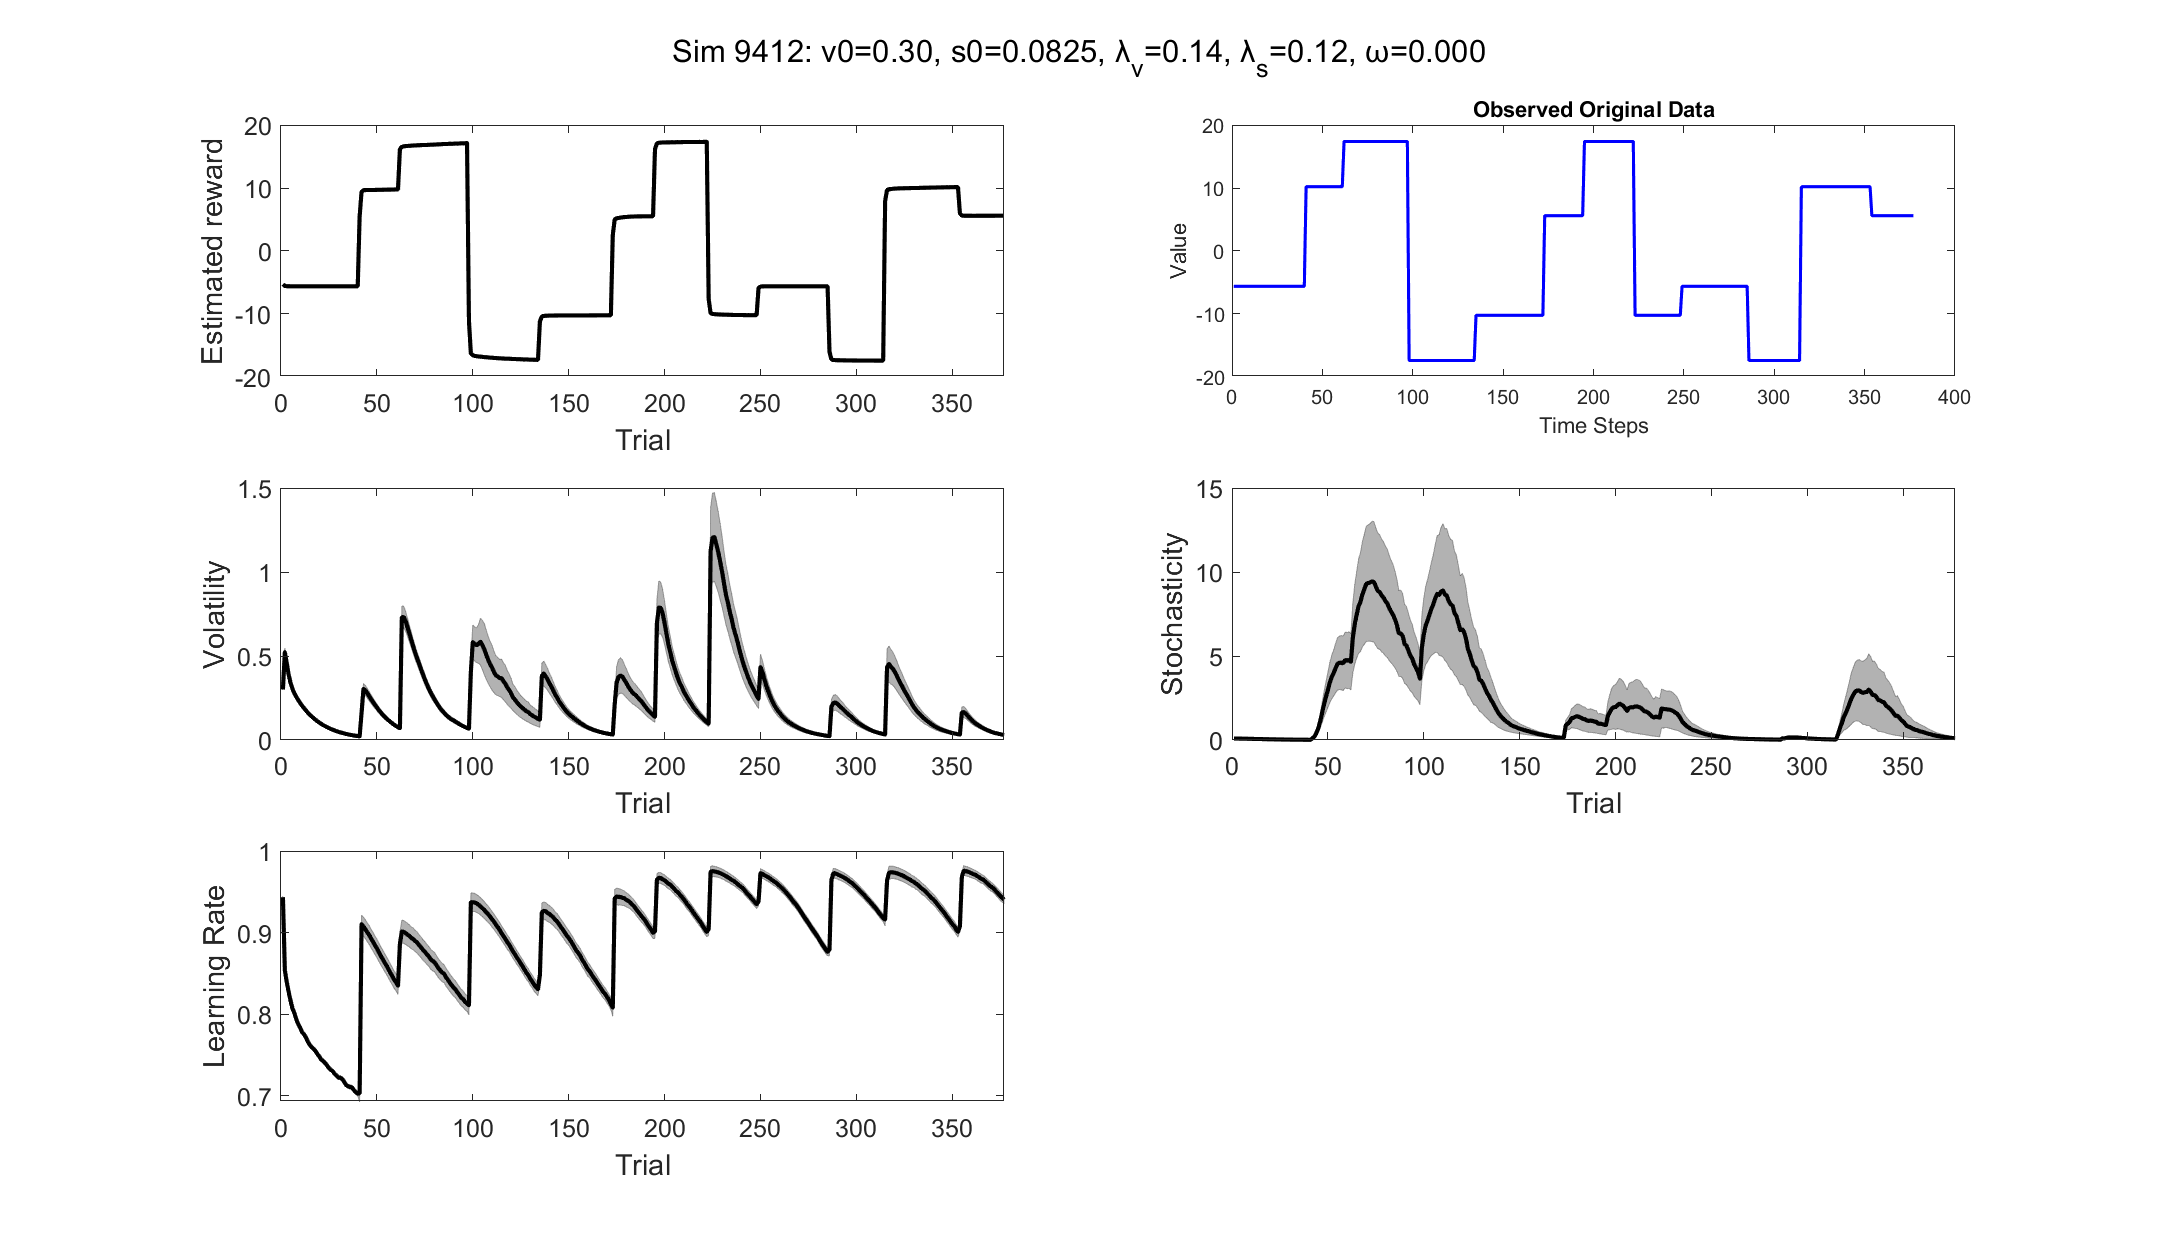 Sim 9412: v0=0.30, s0=0.0825, λv=0.14, λs=0.12, ω=0.000
Estimated reward
20
10
0
-10
-20
0 50 100 150 200 250 300 350
Trial
Observed Original Data
Value
20
10
0
-10
-20
0 50 100 150 200 250 300 350 400
Time Steps
Volatility
1.5
1
0.5
0
0 50 100 150 200 250 300 350
Trial
Stochasticity
15
10
5
0
0 50 100 150 200 250 300 350
Trial
Learning Rate
1
0.9
0.8
0.7
0 50 100 150 200 250 300 350
Trial